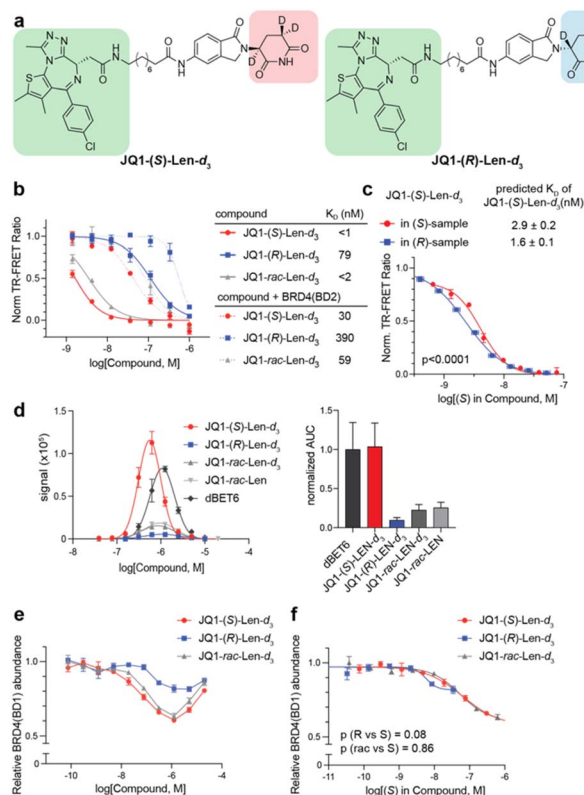 a
JQ1-(S)-Len-d3
JQ1-(R)-Len-d3
b
Norm TR-FRET Ratio
1.0
0.5
0.0
-9 -8 -7 -6
log[Compound, M]
compound KD (nM)
JQ1-(S)-Len-d3 <1
JQ1-(R)-Len-d3 79
JQ1-rac-Len-d3 <2
compound + BRD4(BD2)
JQ1-(S)-Len-d3 30
JQ1-(R)-Len-d3 390
JQ1-rac-Len-d3 59
c
JQ1-(S)-Len-d3
predicted KD of
JQ1-(S)-Len-d3(nM)
in (S)-sample 2.9 ± 0.2
in (R)-sample 1.6 ± 0.1
Norm. TR-FRET Ratio
1.0
0.5
0.0
p<0.0001
-9 -8 -7
log[(S) in Compound, M]
d
signal (x10⁵)
1.5
1
0.5
0
-8 -7 -6 -5 -4
log[Compound, M]
JQ1-(S)-Len-d3
JQ1-(R)-Len-d3
JQ1-rac-Len-d3
JQ1-rac-Len
dBET6
normalized AUC
1.5
1.0
0.5
0.0
dBET6
JQ1-(S)-LEN-d3
JQ1-(R)-LEN-d3
JQ1-rac-LEN-d3
JQ1-rac-LEN
e
JQ1-(S)-Len-d3
JQ1-(R)-Len-d3
JQ1-rac-Len-d3
Relative BRD4(BD1) abundance
1.0
0.5
0
-10 -8 -6 -4
log[Compound, M]
f
JQ1-(S)-Len-d3
JQ1-(R)-Len-d3
JQ1-rac-Len-d3
Relative BRD4(BD1) abundance
1.0
0.5
0
p (R vs S) = 0.08
p (rac vs S) = 0.86
-11 -10 -9 -8 -7 -6
log[(S) in Compound, M]